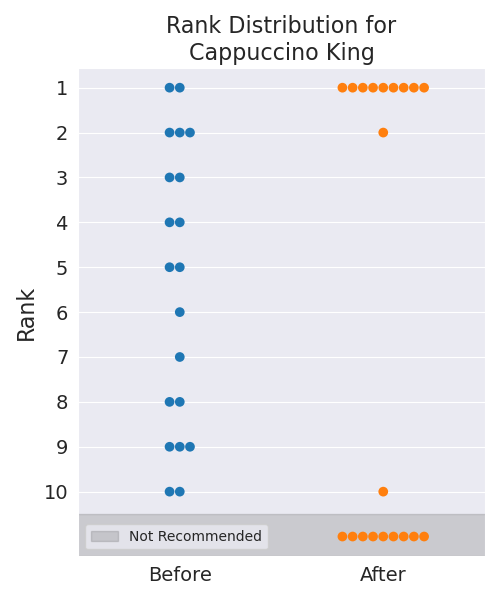 Rank Distribution for
Cappuccino King
Rank
1
2
3
4
5
6
7
8
9
10
Not Recommended
Before
After